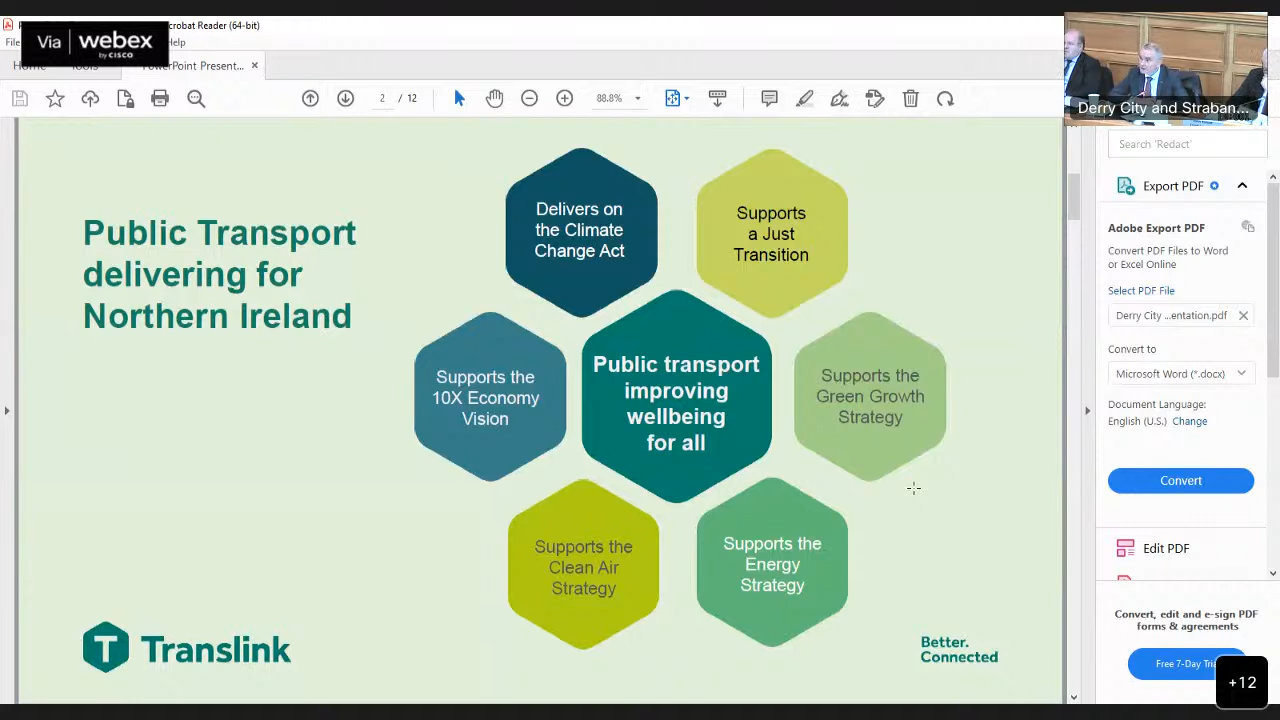 crobat Reader (64-bit)
File
Help
Via webex
by CISCO
Home
Tools
PowerPoint Present...
2 / 12
88.8%
Derry City and Straban...
Search 'Redact'
Public Transport
delivering for
Northern Ireland
Delivers on
the Climate
Change Act
Supports
a Just
Transition
Supports the
10X Economy
Vision
Public transport
improving
wellbeing
for all
Supports the
Green Growth
Strategy
Supports the
Clean Air
Strategy
Supports the
Energy
Strategy
T Translink
Better.
Connected
Export PDF
Adobe Export PDF
Convert PDF Files to Word
or Excel Online
Select PDF File
Derry City ...entation.pdf
Convert to
Microsoft Word (*.docx)
Document Language:
English (U.S.) Change
Convert
Edit PDF
Convert, edit and e-sign PDF
forms & agreements
Free 7-Day Tria
+12